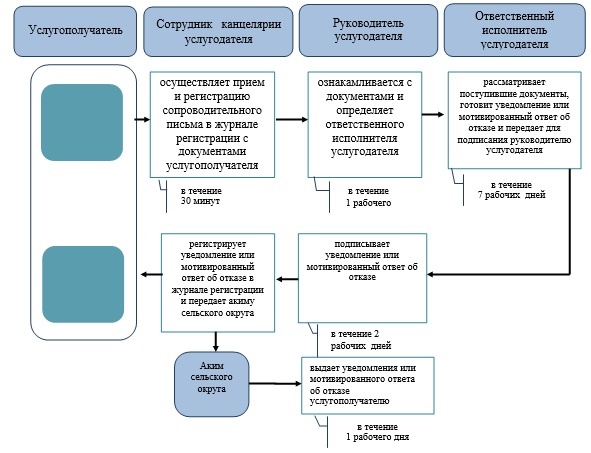 Услугополучатель
Сотрудник канцелярии
услугодателя
Руководитель
услугодателя
Ответственный
исполнитель
услугодателя
осуществляет прием
и регистрацию
сопроводительного
письма в журнале
регистрации с
документами
услугополучателя
в течение
30 минут
ознакамливается с
документами и
определяет
ответственного
исполнителя
услугодателя
в течение
1 рабочего
рассматривает
поступившие документы,
готовит уведомление или
мотивированный ответ об
отказе и передает для
подписания руководителю
услугодателя
в течение
7 рабочих дней
регистрирует
уведомление или
мотивированный
ответ об отказе в
журнале регистрации
и передает акиму
сельского округа
подписывает
уведомление или
мотивированный ответ об
отказе
в течение 2
рабочих дней
Аким
сельского
округа
выдает уведомления или
мотивированного ответа
об отказе
услугополучателю
в течение
1 рабочего дня